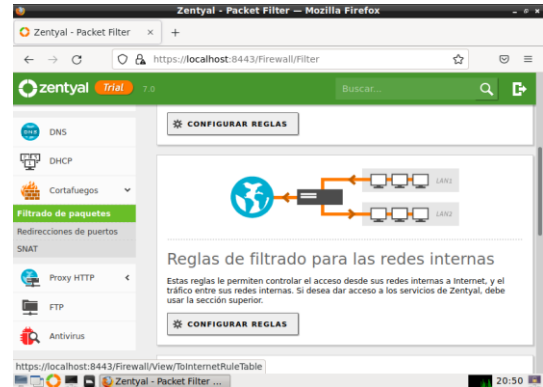 Zentyal - Packet Filter — Mozilla Firefox
Zentyal - Packet Filter
https://localhost:8443/Firewall/Filter
zentyal Trial 7.0 Buscar...
DNS
DHCP
Cortafuegos
Filtrado de paquetes
Redirecciones de puertos
SNAT
Proxy HTTP
FTP
Antivirus
CONFIGURAR REGLAS
LAN1
LAN2
Reglas de filtrado para las redes internas
Estas reglas le permiten controlar el acceso desde sus redes internas a Internet, y el
tráfico entre sus redes internas. Si desea dar acceso a los servicios de Zentyal, debe
usar la sección superior.
CONFIGURAR REGLAS
https://localhost:8443/Firewall/View/ToInternetRuleTable
Zentyal - Packet Filter ...
20:50